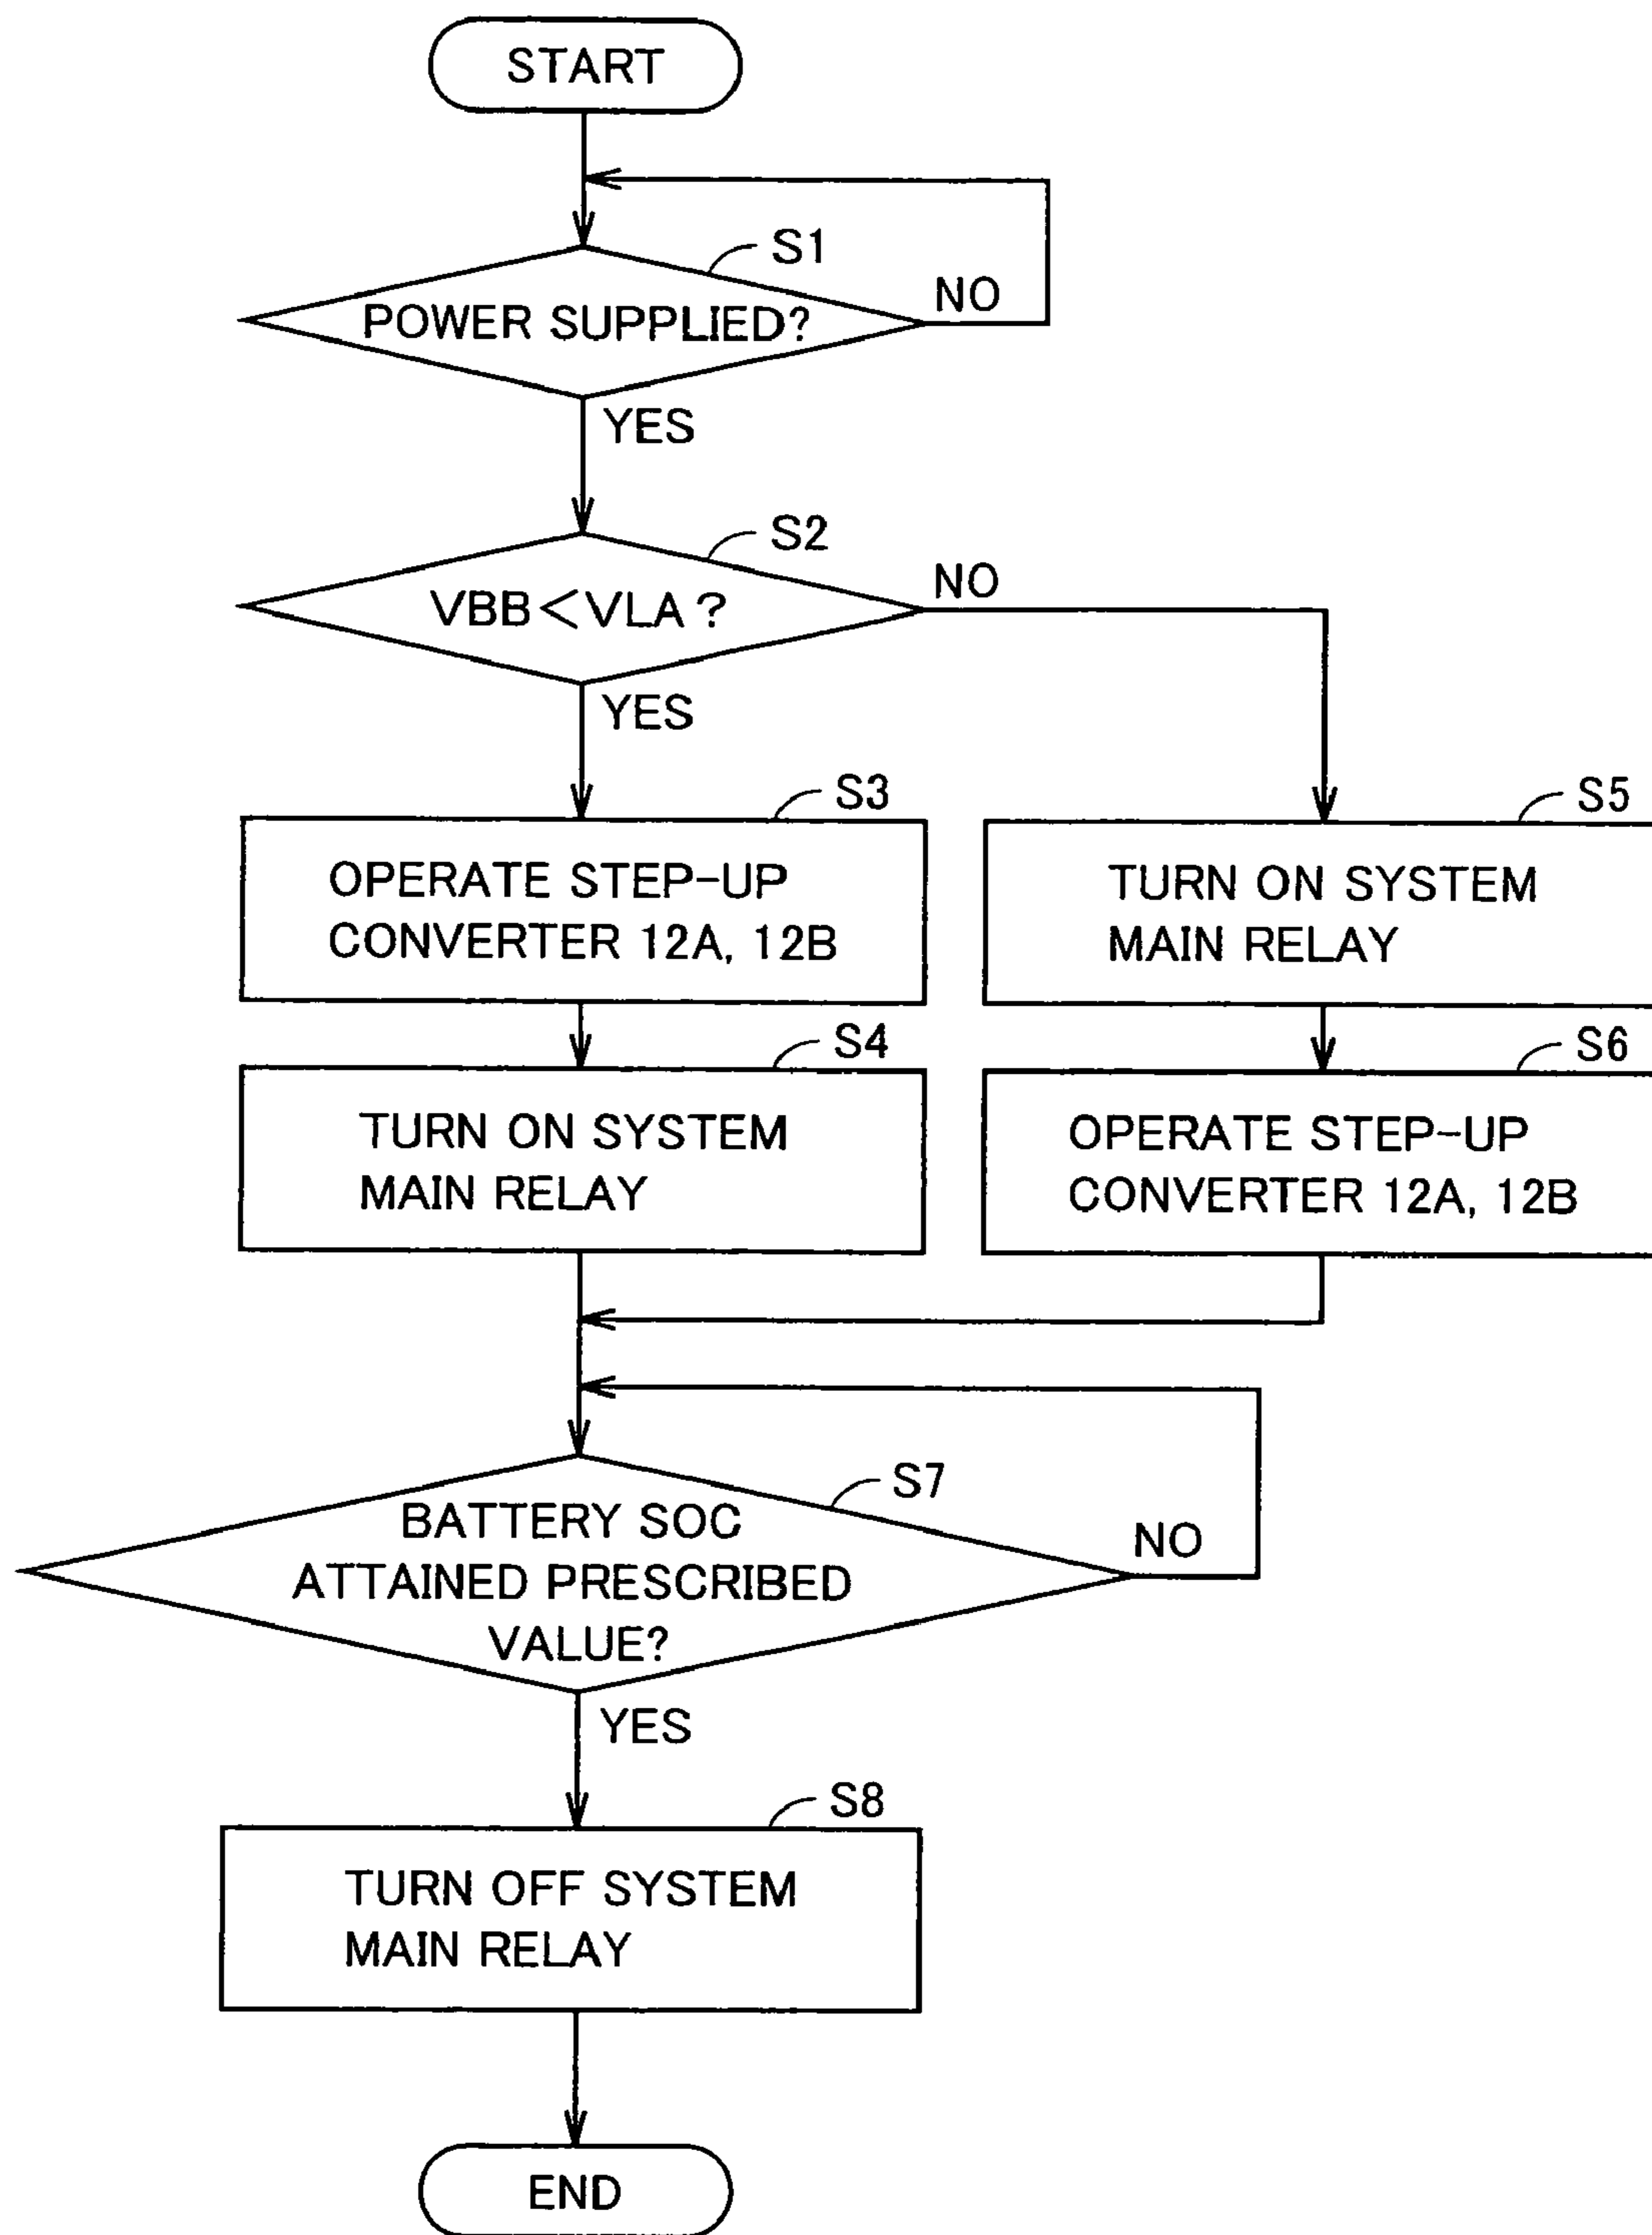 START
S1
POWER SUPPLIED?
NO
YES
S2
VBB<VLA?
NO
YES
S3
OPERATE STEP-UP
CONVERTER 12A, 12B
S5
TURN ON SYSTEM
MAIN RELAY
S4
TURN ON SYSTEM
MAIN RELAY
S6
OPERATE STEP-UP
CONVERTER 12A, 12B
S7
BATTERY SOC
ATTAINED PRESCRIBED
VALUE?
NO
YES
S8
TURN OFF SYSTEM
MAIN RELAY
END